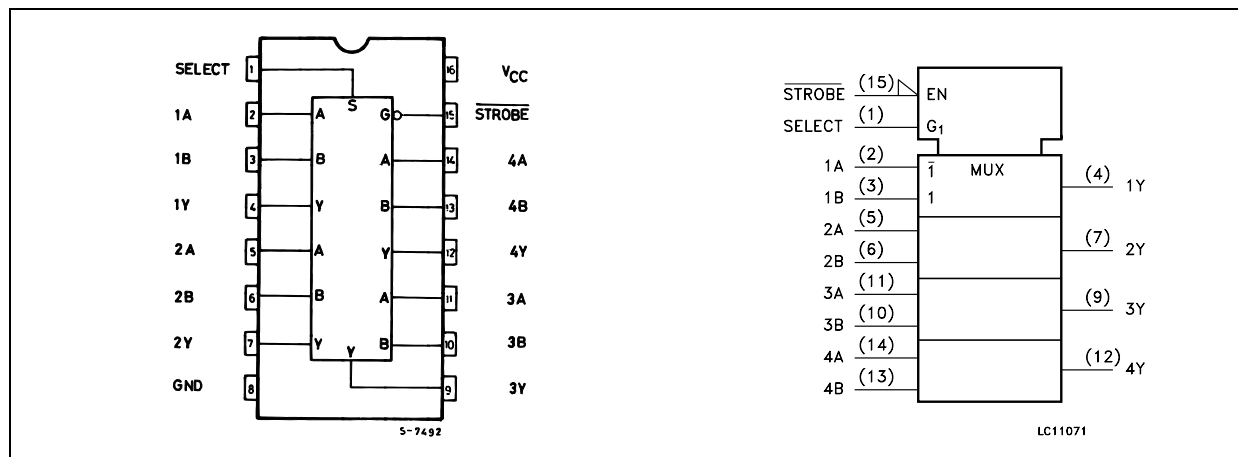 SELECT 1 16 VCC
S
1A 2 A G 15 STROBE
1B 3 B A 14 4A
1Y 4 Y B 13 4B
2A 5 A Y 12 4Y
2B 6 B A 11 3A
2Y 7 Y B 10 3B
Y
GND 8 9 3Y
S-7492
STROBE (15) EN
SELECT (1) G1
1A (2) 1̅ MUX
(4) 1Y
1B (3) 1
2A (5)
(7) 2Y
2B (6)
3A (11)
(9) 3Y
3B (10)
4A (14)
(12) 4Y
4B (13)
LC11071